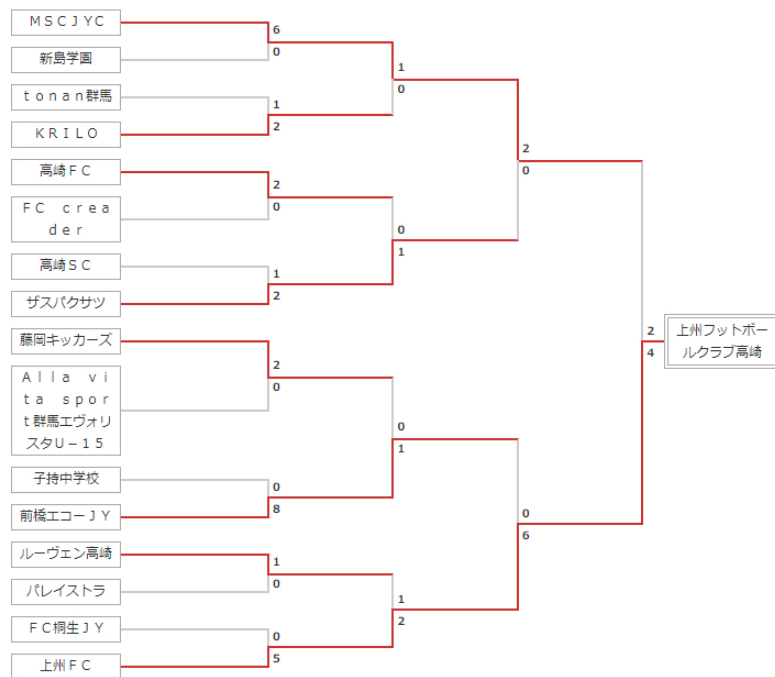 ＭＳＣＪＹＣ
6
0
新島学園
1
0
ｔｏｎａｎ群馬
1
2
ＫＲＩＬＯ
2
0
高崎ＦＣ
2
0
ＦＣ ｃｒｅａ
ｄｅｒ
0
1
高崎ＳＣ
1
2
ザスパクサツ
2
4
上州フットボー
ルクラブ高崎
藤岡キッカーズ
2
0
Ａｌｌａ ｖｉ
ｔａ ｓｐｏｒ
ｔ群馬エヴォリ
スタＵ－１５
0
1
子持中学校
0
8
前橋エコーＪＹ
0
6
ルーヴェン高崎
1
0
パレイストラ
1
2
ＦＣ桐生ＪＹ
0
5
上州ＦＣ